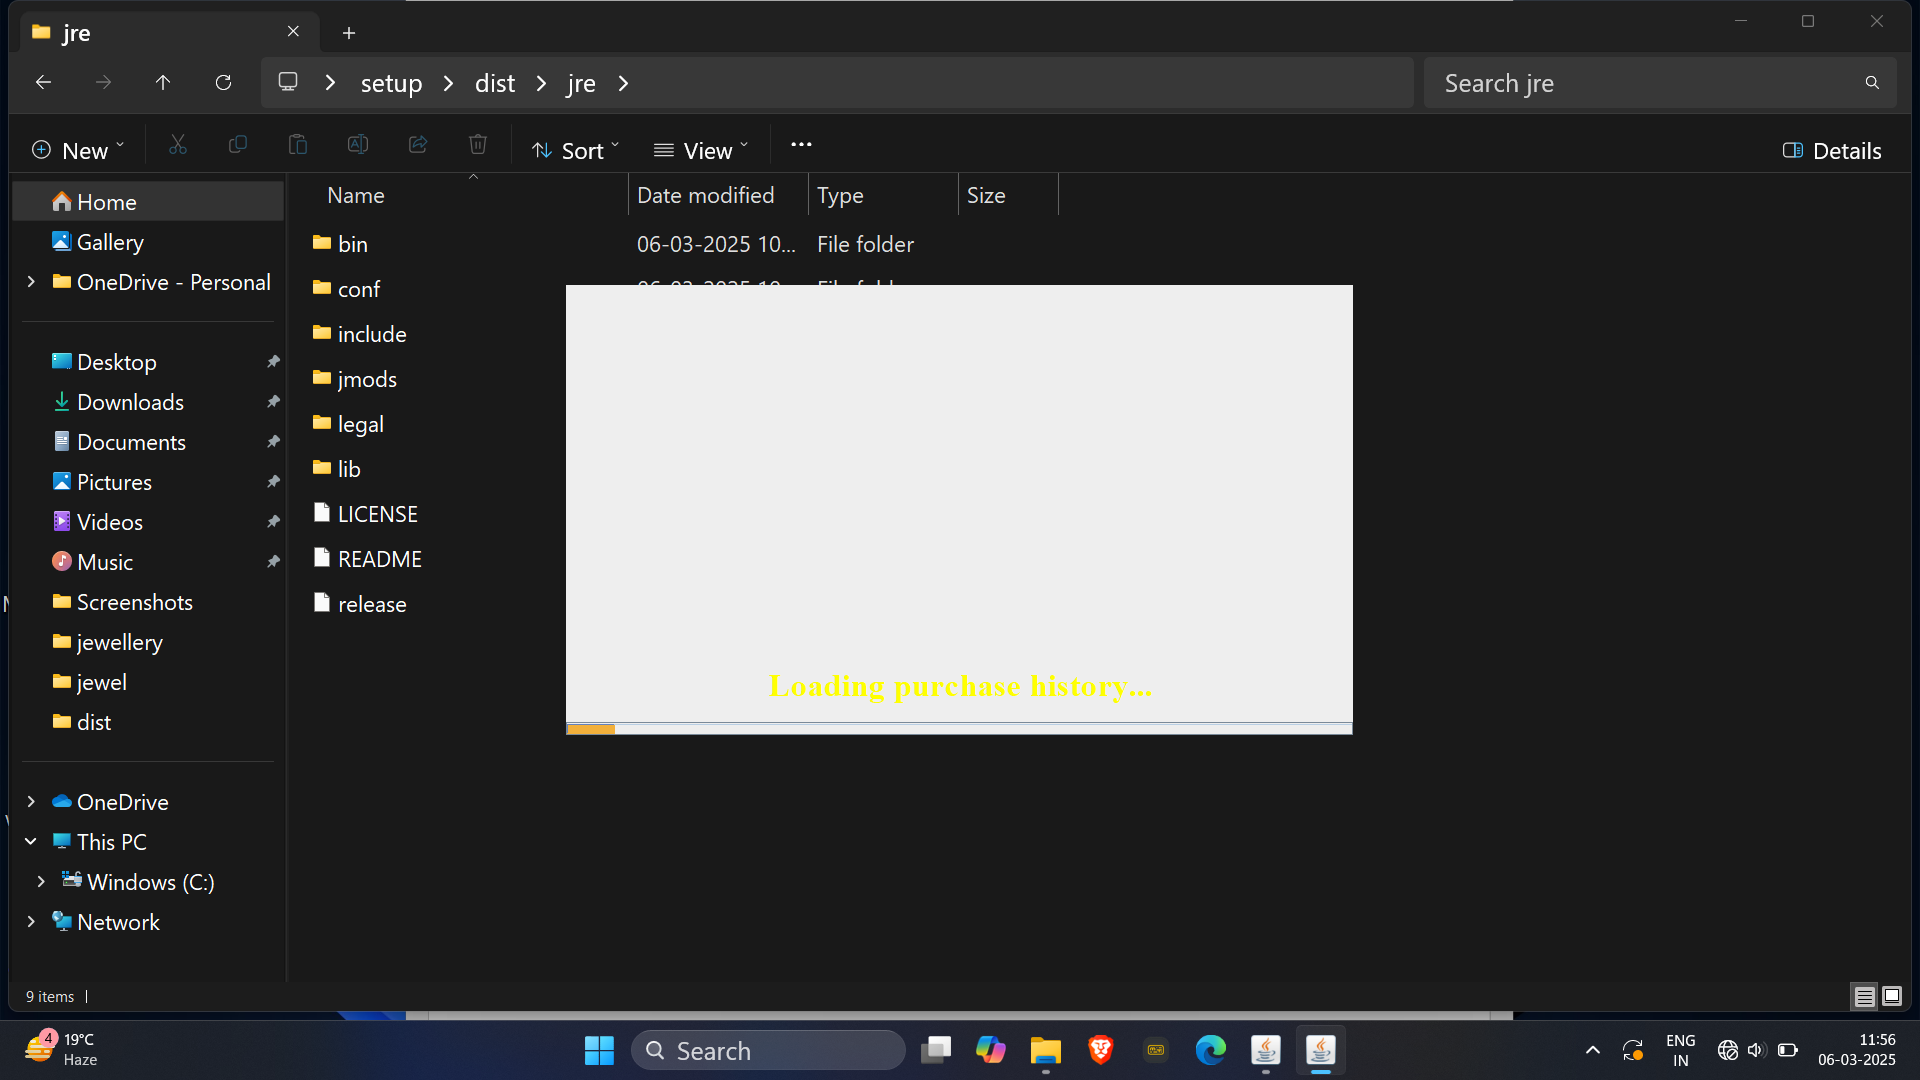 jre
setup
dist
jre
Search jre
New
Sort
View
Details
Home
Gallery
OneDrive - Personal
Desktop
Downloads
Documents
Pictures
Videos
Music
Screenshots
jewellery
jewel
dist
OneDrive
This PC
Windows (C:)
Network
Name
Date modified
Type
Size
bin
06-03-2025 10...
File folder
conf
include
jmods
legal
lib
LICENSE
README
release
Loading purchase history...
9 items
4
19°C
Haze
Search
ENG
IN
11:56
06-03-2025